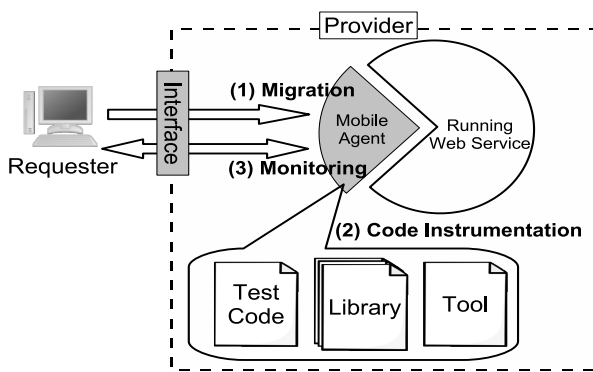 Provider
Interface
(1) Migration
Mobile
Agent
Running
Web Service
Requester
(3) Monitoring
(2) Code Instrumentation
Test
Code
Library
Tool